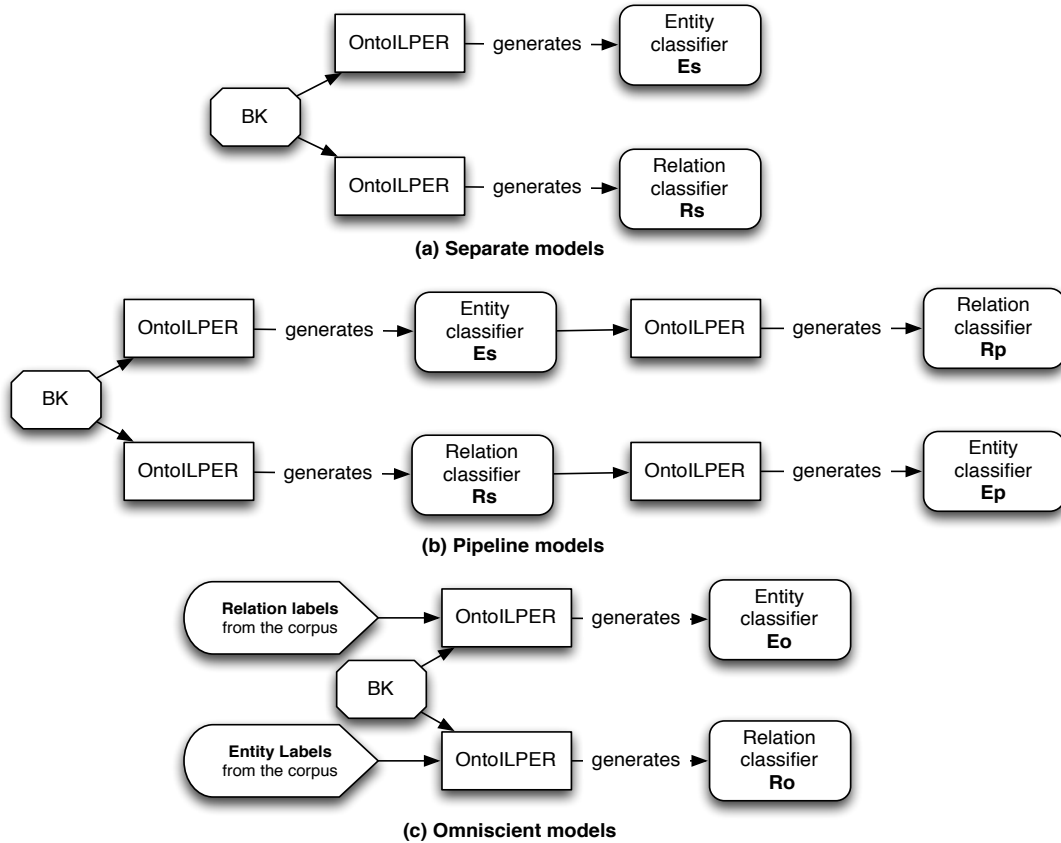 OntoILPER
generates
Entity
classifier
Es
BK
OntoILPER
generates
Relation
classifier
Rs
(a) Separate models
OntoILPER
generates
Entity
classifier
Es
OntoILPER
generates
Relation
classifier
Rp
BK
OntoILPER
generates
Relation
classifier
Rs
OntoILPER
generates
Entity
classifier
Ep
(b) Pipeline models
Relation labels
from the corpus
OntoILPER
generates
Entity
classifier
Eo
BK
Entity Labels
from the corpus
OntoILPER
generates
Relation
classifier
Ro
(c) Omniscient models